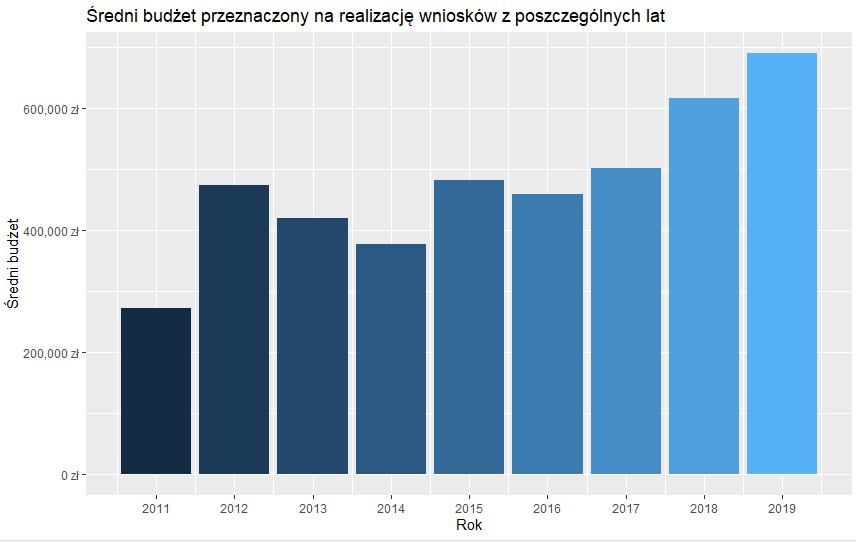 Średni budżet przeznaczony na realizację wniosków z poszczególnych lat
600,000 zł
400,000 zł
200,000 zł
0 zł
Średni budżet
2011 2012 2013 2014 2015 2016 2017 2018 2019
Rok